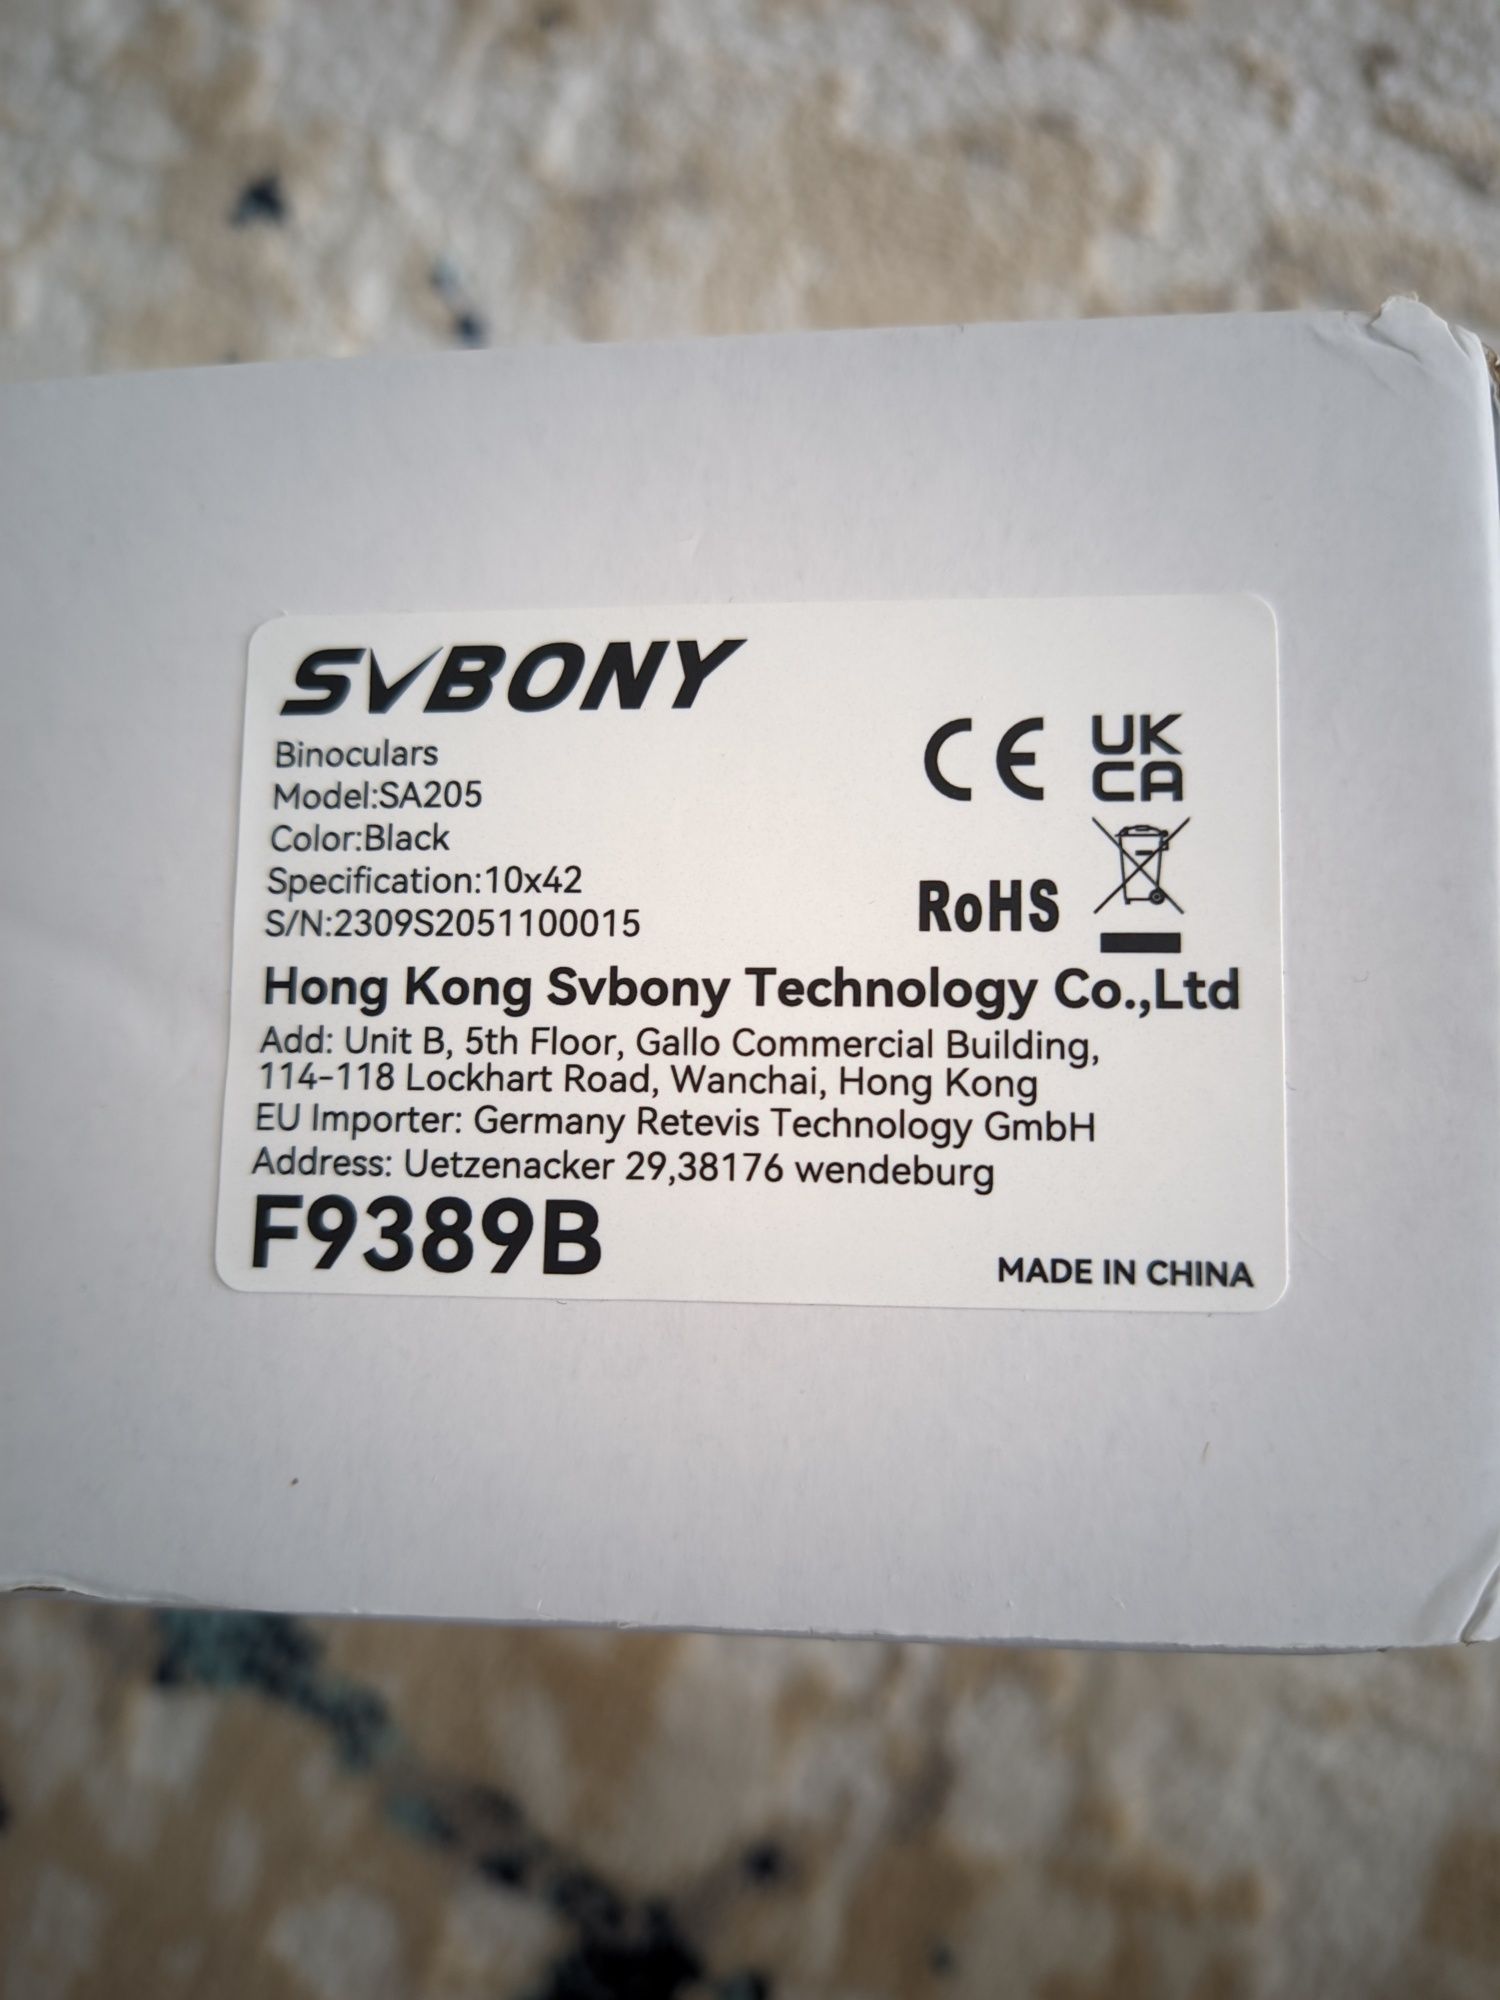 SVBONY
Binoculars
Model:SA205
Color:Black
Specification:10x42
S/N:2309S2051100015
CE
UK
CA
RoHS
Hong Kong Svbony Technology Co.,Ltd
Add: Unit B, 5th Floor, Gallo Commercial Building,
114-118 Lockhart Road, Wanchai, Hong Kong
EU Importer: Germany Retevis Technology GmbH
Address: Uetzenacker 29,38176 wendeburg
F9389B
MADE IN CHINA